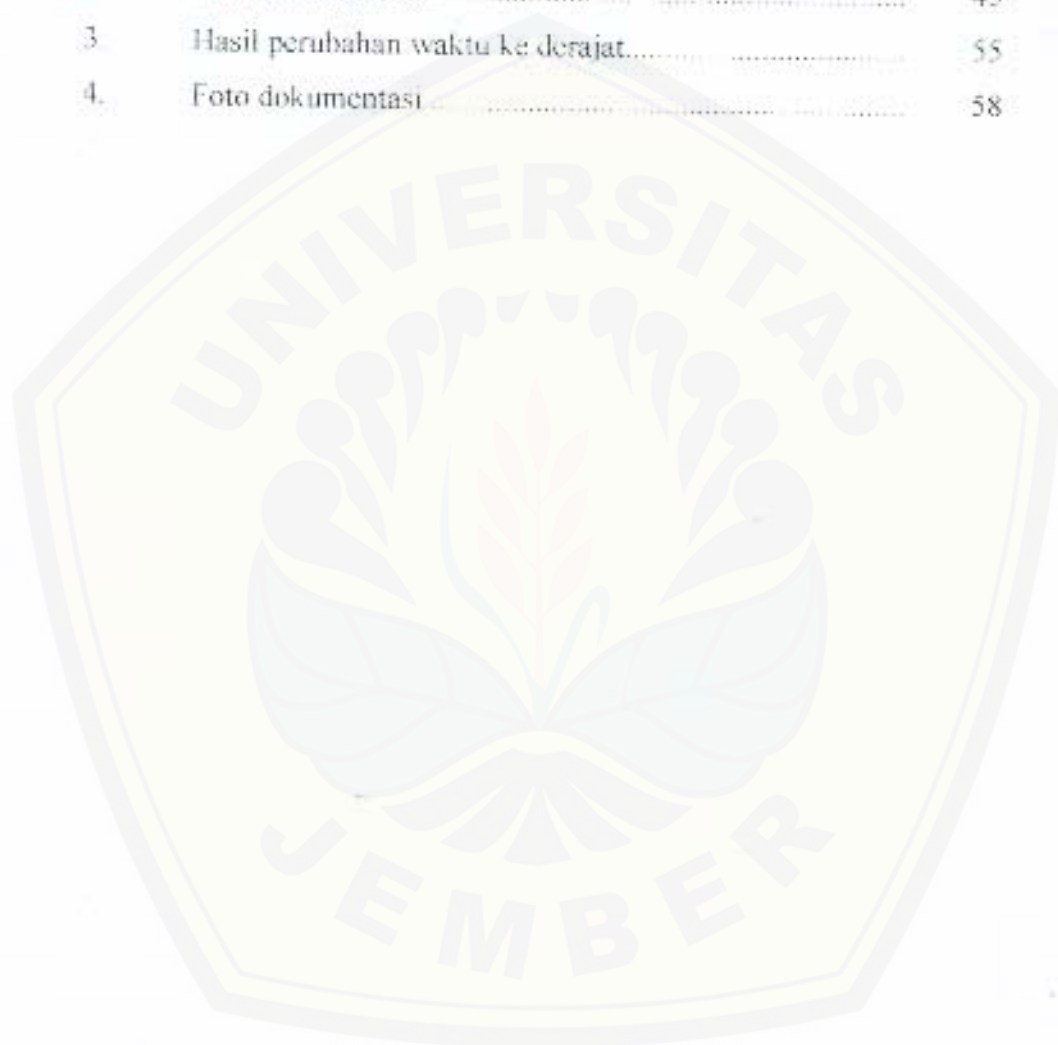 3 Hasil perubahan waktu ke derajat........ .................... 55
4. Foto dokumentasi ........................................ 58
UNIVERSITAS
JEMBER